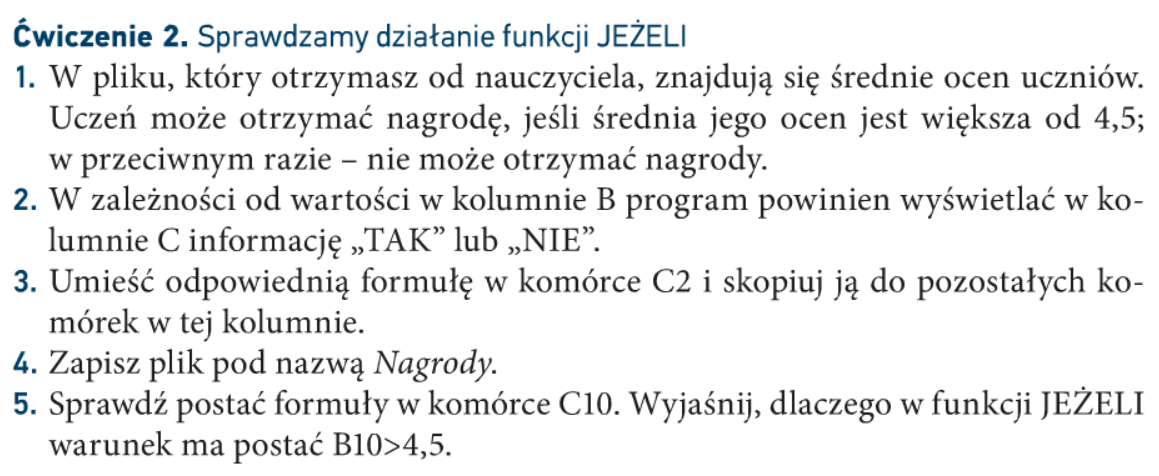 Ćwiczenie 2. Sprawdzamy działanie funkcji JEŻELI
1. W pliku, który otrzymasz od nauczyciela, znajdują się średnie ocen uczniów.
Uczeń może otrzymać nagrodę, jeśli średnia jego ocen jest większa od 4,5;
w przeciwnym razie – nie może otrzymać nagrody.
2. W zależności od wartości w kolumnie B program powinien wyświetlać w ko-
lumnie C informację „TAK” lub „NIE”.
3. Umieść odpowiednią formułę w komórce C2 i skopiuj ją do pozostałych ko-
mórek w tej kolumnie.
4. Zapisz plik pod nazwą Nagrody.
5. Sprawdź postać formuły w komórce C10. Wyjaśnij, dlaczego w funkcji JEŻELI
warunek ma postać B10>4,5.